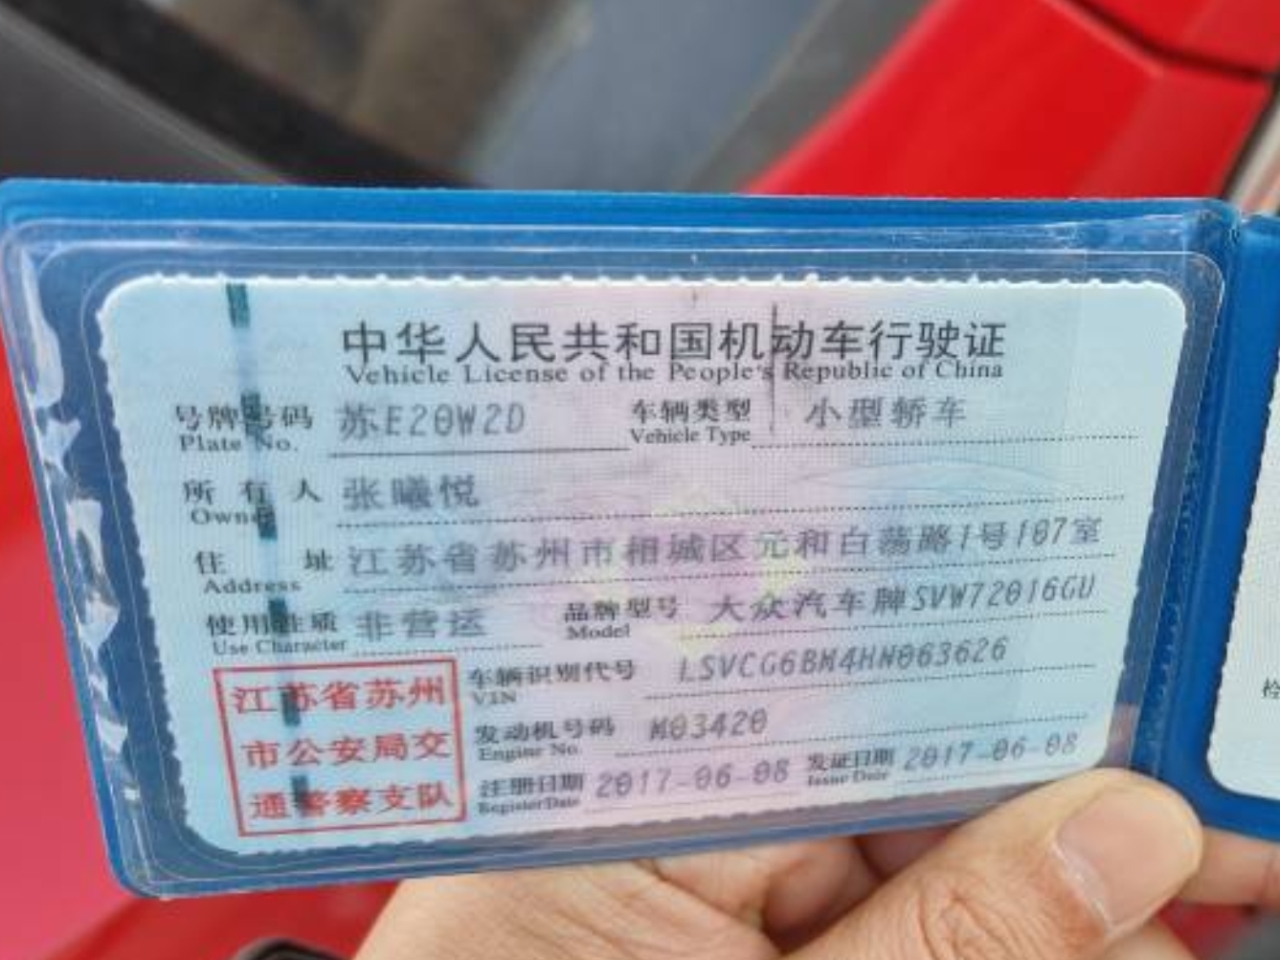 中华人民共和国机动车行驶证
Vehicle License of the People's Republic of China
号牌号码 苏E20W2D 车辆类型 小型轿车
Plate No. Vehicle Type
所有人 张曦悦
Owner
住址 江苏省苏州市相城区元和白荡路1号107室
Address
使用性质 非营运 品牌型号 大众汽车牌SVW72016GU
Use Character Model
江苏省苏州
市公安局交
通警察支队
车辆识别代号 LSVCG6BM4HN063626
VIN
发动机号码 M03420
Engine No.
注册日期 2017-06-08 发证日期 2017-06-08
Register Date Issue Date
检